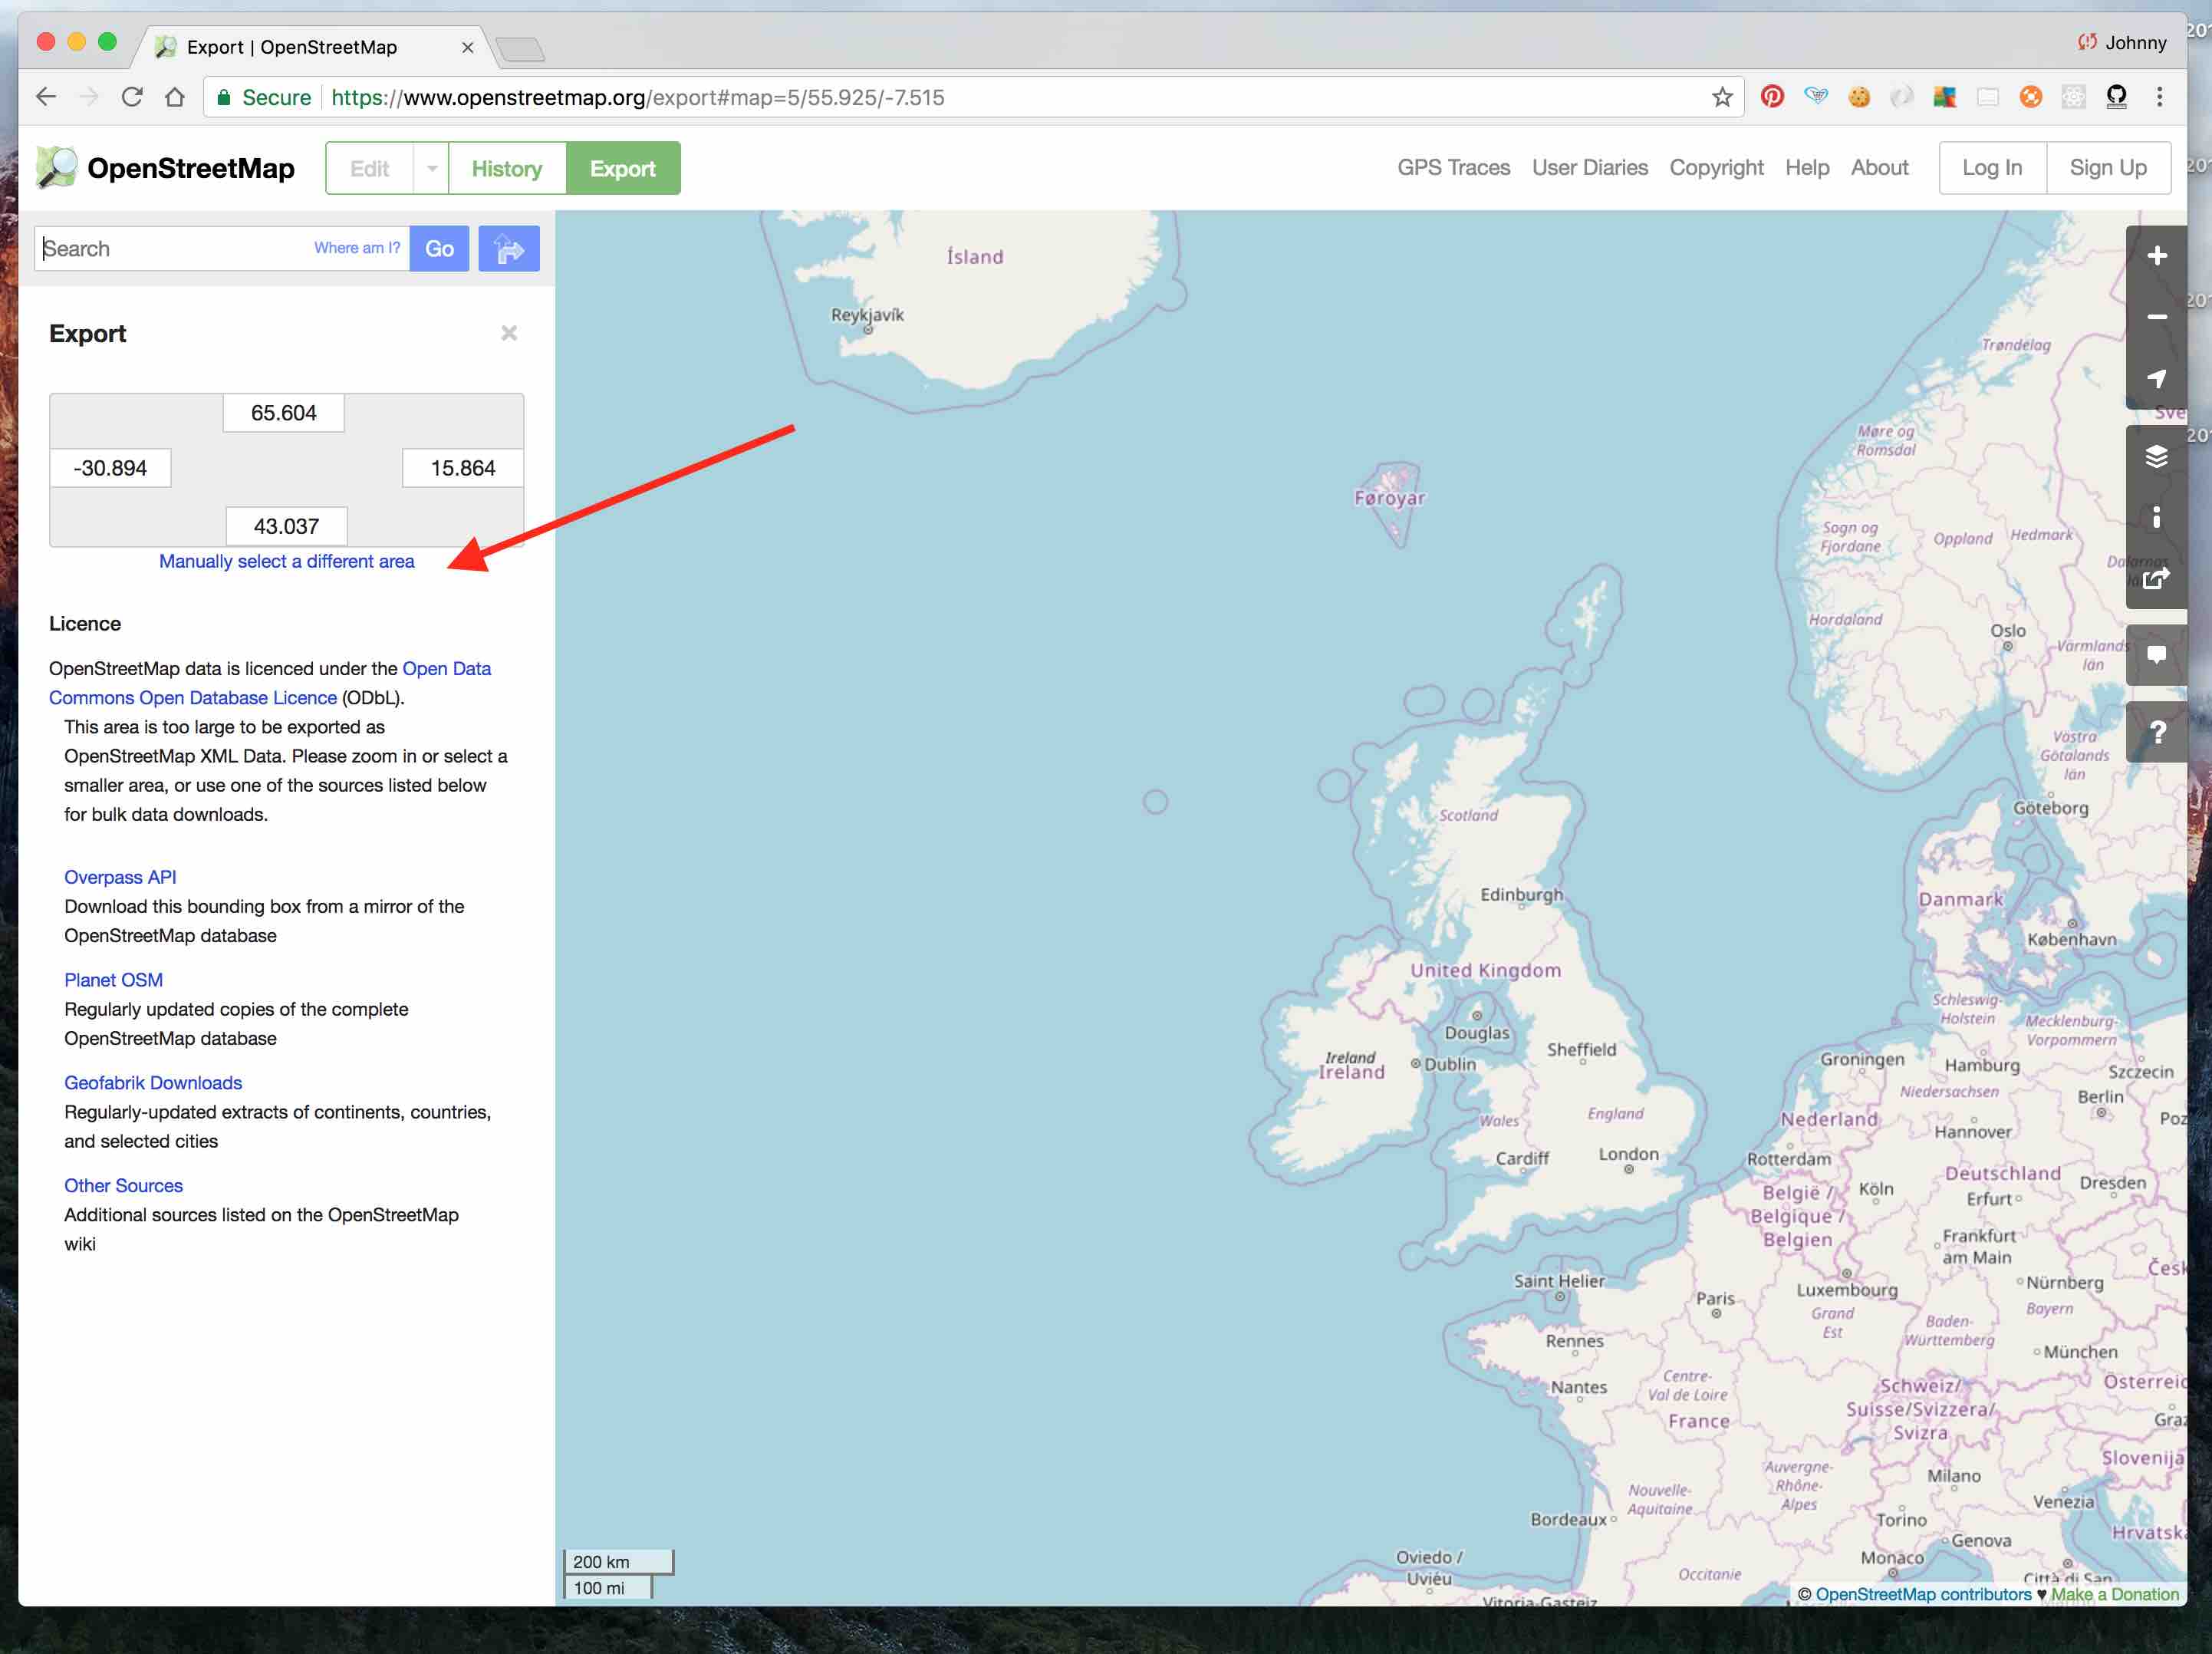 Export | OpenStreetMap
Johnny
Secure
https://www.openstreetmap.org/export#map=5/55.925/-7.515
OpenStreetMap
Edit
History
Export
GPS Traces
User Diaries
Copyright
Help
About
Log In
Sign Up
Search
Where am I?
Go
Export
65.604
-30.894
15.864
43.037
Manually select a different area
Licence
OpenStreetMap data is licenced under the Open Data
Commons Open Database Licence (ODbL).
This area is too large to be exported as
OpenStreetMap XML Data. Please zoom in or select a
smaller area, or use one of the sources listed below
for bulk data downloads.
Overpass API
Download this bounding box from a mirror of the
OpenStreetMap database
Planet OSM
Regularly updated copies of the complete
OpenStreetMap database
Geofabrik Downloads
Regularly-updated extracts of continents, countries,
and selected cities
Other Sources
Additional sources listed on the OpenStreetMap
wiki
Ísland
Reykjavík
Trøndelag
Sve
Møre og
Romsdal
Føroyar
Sogn og
Fjordane
Oppland
Hedmark
Hordaland
Oslo
Värmlands
län
Västra
Götalands
län
Göteborg
Scotland
Edinburgh
Danmark
København
United Kingdom
Schleswig-
Holstein
Mecklenburg-
Vorpommern
Douglas
Sheffield
Ireland
Ireland
Dublin
Groningen
Hamburg
Szczecin
Niedersachsen
Berlin
Wales
England
Nederland
Hannover
Poz
Cardiff
London
Rotterdam
Deutschland
België /
Belgique /
Belgien
Köln
Erfurt
Dresden
Frankfurt
am Main
Česk
Saint Helier
Luxembourg
Nürnberg
Paris
Grand
Est
Bayern
Baden-
Württemberg
Rennes
München
Nantes
Centre-
Val de Loire
Schweiz/
Suisse/Svizzera/
Svizra
Österreic
France
Graz
Slovenija
Auvergne-
Rhône-
Alpes
Milano
Nouvelle-
Aquitaine
Venezia
Bordeaux
Torino
Hrvatska
Genova
Oviedo /
Uviéu
Monaco
Occitanie
Città di San
Vitoria-Gasteiz
200 km
100 mi
© OpenStreetMap contributors ♥ Make a Donation